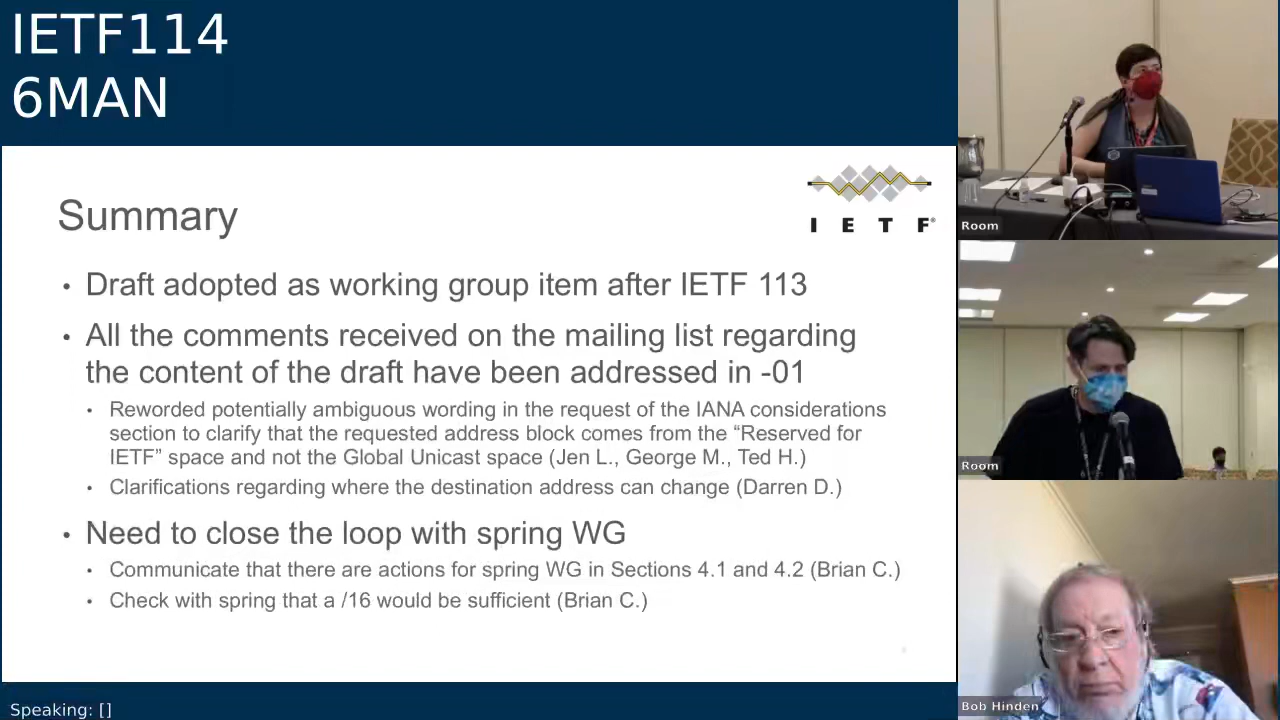 IETF114
6MAN
I E T F®
Summary
• Draft adopted as working group item after IETF 113
• All the comments received on the mailing list regarding
the content of the draft have been addressed in -01
• Reworded potentially ambiguous wording in the request of the IANA considerations
section to clarify that the requested address block comes from the “Reserved for
IETF” space and not the Global Unicast space (Jen L., George M., Ted H.)
• Clarifications regarding where the destination address can change (Darren D.)
• Need to close the loop with spring WG
• Communicate that there are actions for spring WG in Sections 4.1 and 4.2 (Brian C.)
• Check with spring that a /16 would be sufficient (Brian C.)
Speaking: []
Room
Room
Bob Hinden